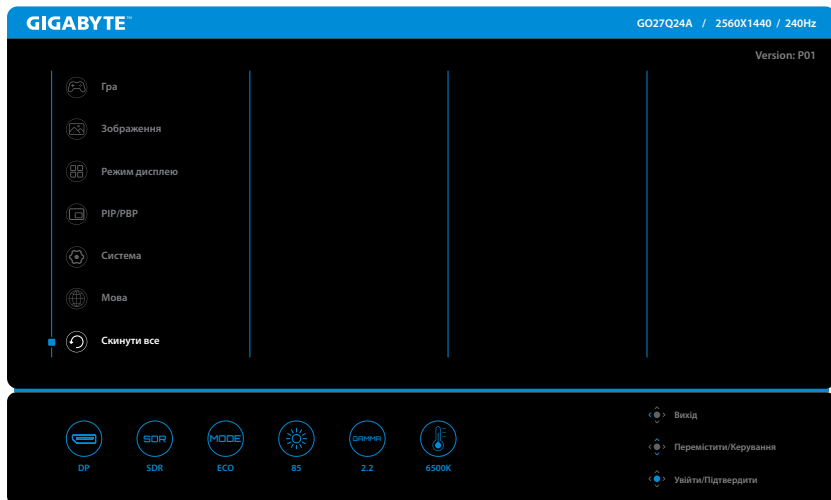 GIGABYTE™
GO27Q24A / 2560X1440 / 240Hz
Version: P01
Гра
Зображення
Режим дисплею
PIP/PBP
Система
Мова
Скинути все
SDR
MODE
GAMMA
DP
SDR
ECO
85
2.2
6500K
Вихід
Перемістити/Керування
Увійти/Підтвердити